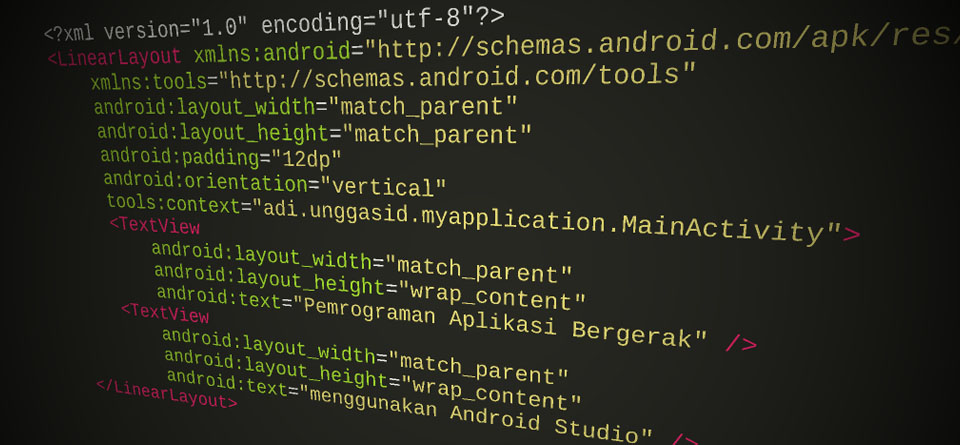 <?xml version="1.0" encoding="utf-8"?>
<LinearLayout xmlns:android="http://schemas.android.com/apk/res/
xmlns:tools="http://schemas.android.com/tools"
android:layout_width="match_parent"
android:layout_height="match_parent"
android:padding="12dp"
android:orientation="vertical"
tools:context="adi.unggasid.myapplication.MainActivity">
<TextView
android:layout_width="match_parent"
android:layout_height="wrap_content"
android:text="Pemrograman Aplikasi Bergerak" />
<TextView
android:layout_width="match_parent"
android:layout_height="wrap_content"
android:text="menggunakan Android Studio" />
</LinearLayout>